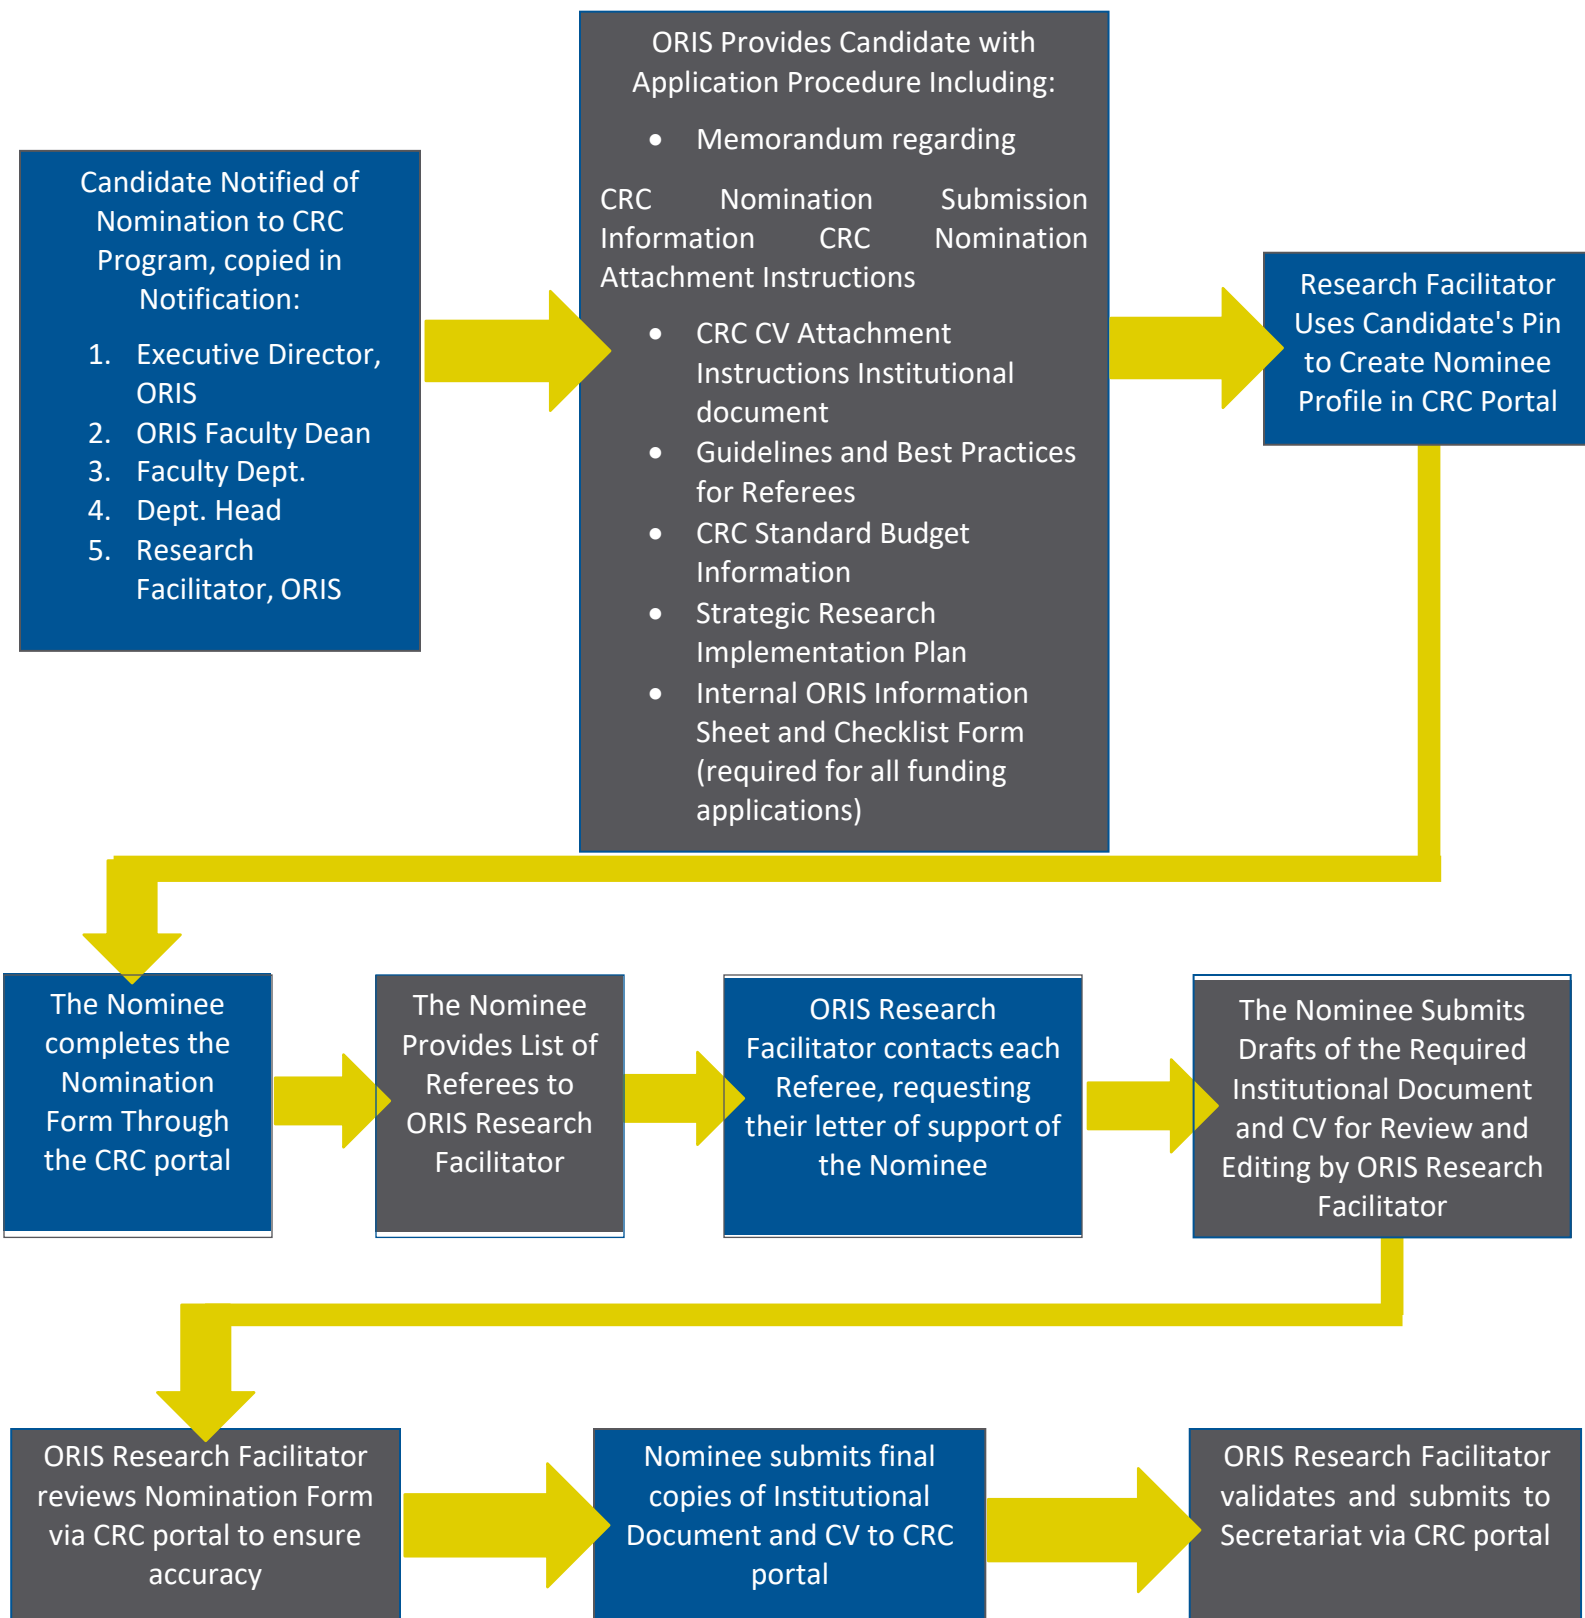 Candidate Notified of
Nomination to CRC
Program, copied in
Notification:
1. Executive Director,
ORIS
2. ORIS Faculty Dean
3. Faculty Dept.
4. Dept. Head
5. Research
Facilitator, ORIS
ORIS Provides Candidate with
Application Procedure Including:
• Memorandum regarding
CRC Nomination Submission
Information CRC Nomination
Attachment Instructions
• CRC CV Attachment
Instructions Institutional
document
• Guidelines and Best Practices
for Referees
• CRC Standard Budget
Information
• Strategic Research
Implementation Plan
• Internal ORIS Information
Sheet and Checklist Form
(required for all funding
applications)
Research Facilitator
Uses Candidate's Pin
to Create Nominee
Profile in CRC Portal
The Nominee
completes the
Nomination
Form Through
the CRC portal
The Nominee
Provides List of
Referees to
ORIS Research
Facilitator
ORIS Research
Facilitator contacts each
Referee, requesting
their letter of support of
the Nominee
The Nominee Submits
Drafts of the Required
Institutional Document
and CV for Review and
Editing by ORIS Research
Facilitator
ORIS Research Facilitator
reviews Nomination Form
via CRC portal to ensure
accuracy
Nominee submits final
copies of Institutional
Document and CV to CRC
portal
ORIS Research Facilitator
validates and submits to
Secretariat via CRC portal